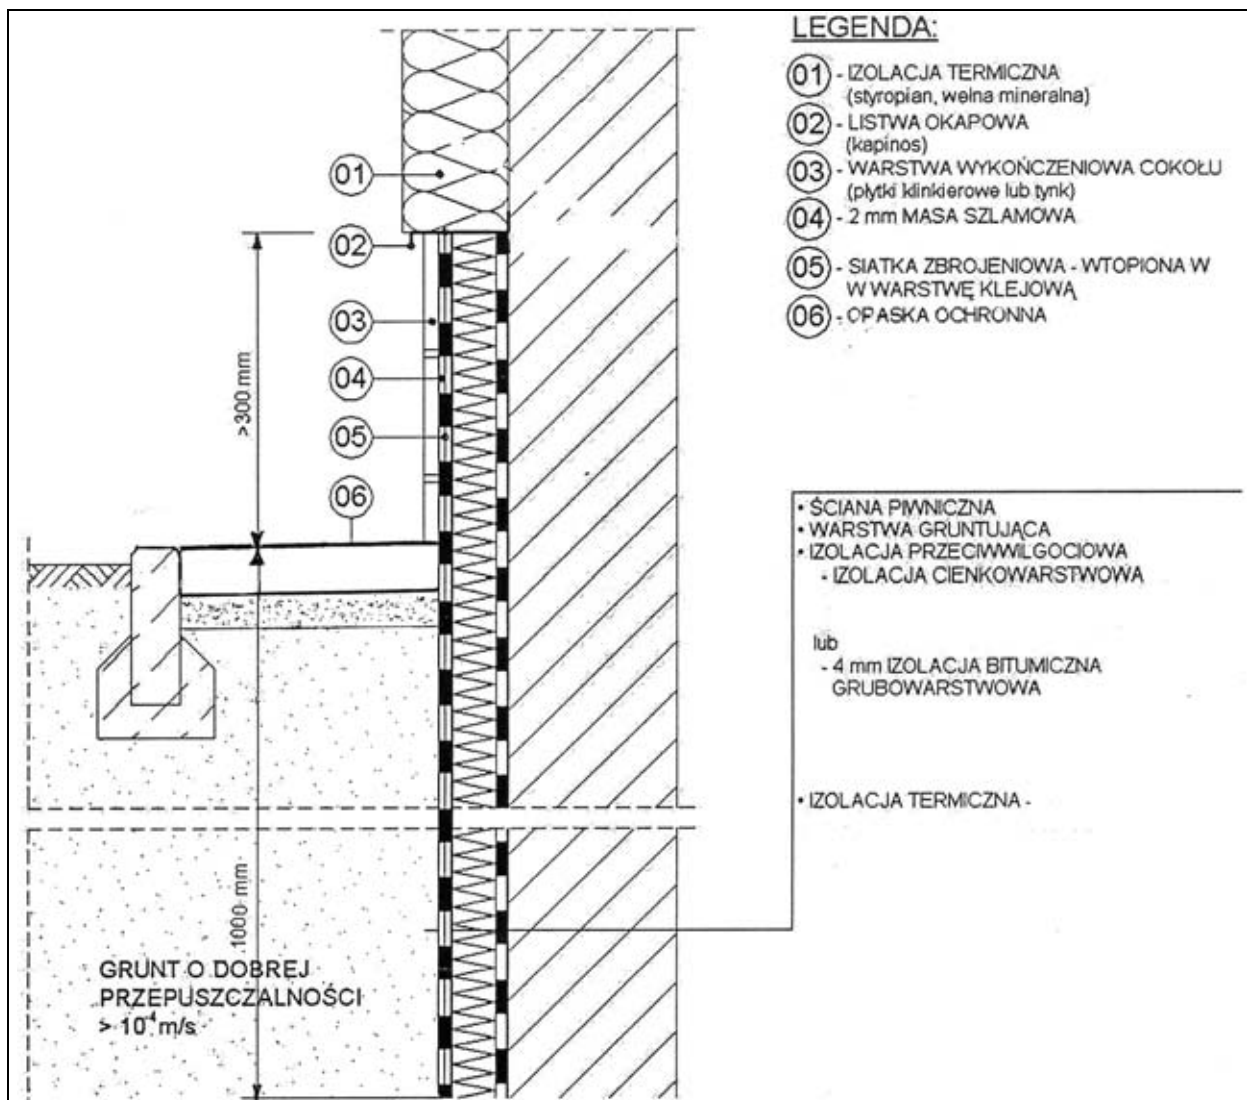 LEGENDA:
01 - IZOLACJA TERMICZNA
(styropian, wełna mineralna)
02 - LISTWA OKAPOWA
(kapinos)
03 - WARSTWA WYKOŃCZENIOWA COKOŁU
(płytki klinkierowe lub tynk)
04 - 2 mm MASA SZLAMOWA
05 - SIATKA ZBROJENIOWA - WTOPIONA W
W WARSTWĘ KLEJOWĄ
06 - OPASKA OCHRONNA
01
02
03
04
05
06
>300 mm
1000 mm
GRUNT O DOBREJ
PRZEPUSZCZALNOŚCI
> 10⁻⁴ m/s
• ŚCIANA PIWNICZNA
• WARSTWA GRUNTUJĄCA
• IZOLACJA PRZECIWWILGOCIOWA
- IZOLACJA CIENKOWARSTWOWA
lub
- 4 mm IZOLACJA BITUMICZNA
GRUBOWARSTWOWA
• IZOLACJA TERMICZNA -